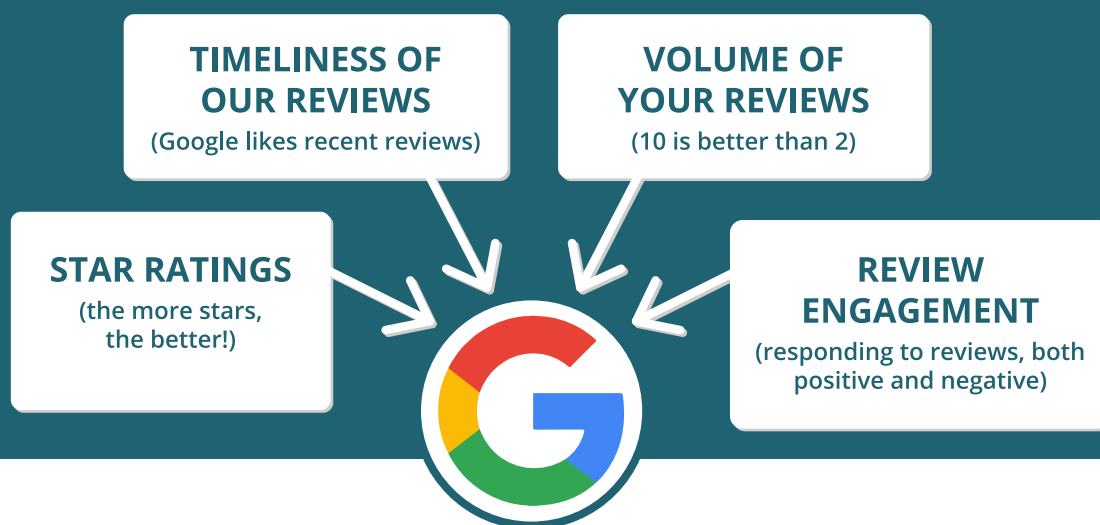 TIMELINESS OF
OUR REVIEWS
(Google likes recent reviews)
VOLUME OF
YOUR REVIEWS
(10 is better than 2)
STAR RATINGS
(the more stars,
the better!)
REVIEW
ENGAGEMENT
(responding to reviews, both
positive and negative)